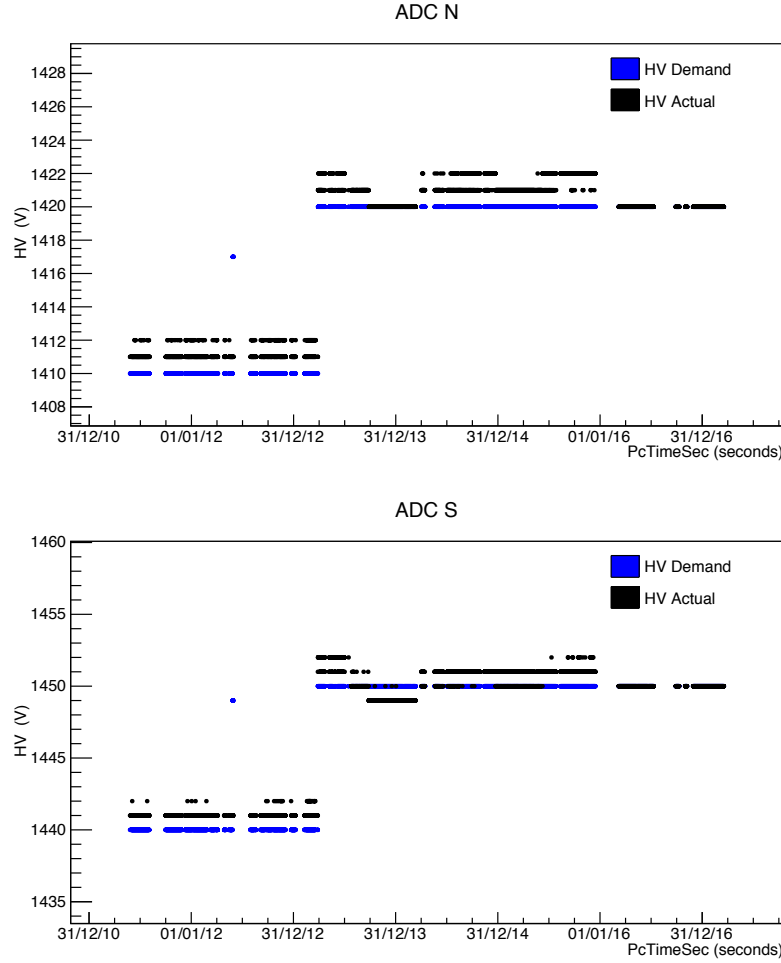 ADC N
HV (V)
1428
1426
1424
1422
1420
1418
1416
1414
1412
1410
1408
HV Demand
HV Actual
31/12/10 01/01/12 31/12/12 31/12/13 31/12/14 01/01/16 31/12/16
PcTimeSec (seconds)
ADC S
HV (V)
1460
1455
1450
1445
1440
1435
HV Demand
HV Actual
31/12/10 01/01/12 31/12/12 31/12/13 31/12/14 01/01/16 31/12/16
PcTimeSec (seconds)